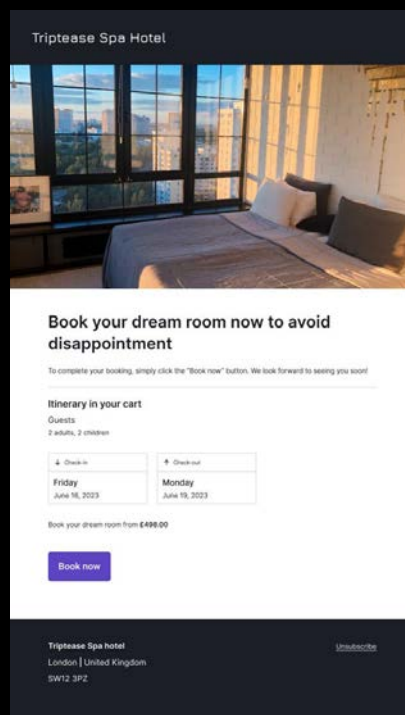 Triptease Spa Hotel
Book your dream room now to avoid
disappointment
To complete your booking, simply click the "Book now" button. We look forward to seeing you soon!
Itinerary in your cart
Guests
2 adults, 2 children
↓ Check-in
↑ Check-out
Friday
Monday
June 16, 2023
June 19, 2023
Book your dream room from £498.00
Book now
Triptease Spa hotel
Unsubscribe
London | United Kingdom
SW12 3PZ